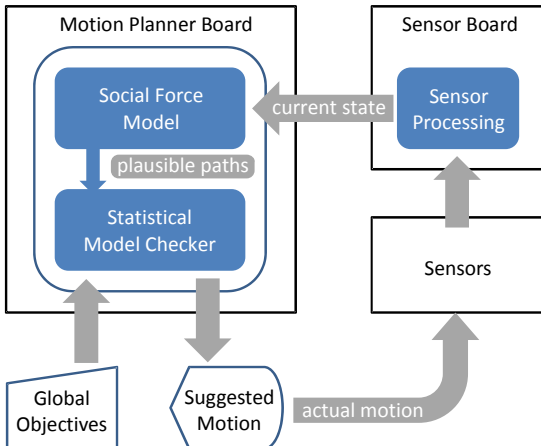 Motion Planner Board
Sensor Board
Social Force
Model
current state
Sensor
Processing
plausible paths
Statistical
Model Checker
Sensors
Global
Objectives
Suggested
Motion
actual motion